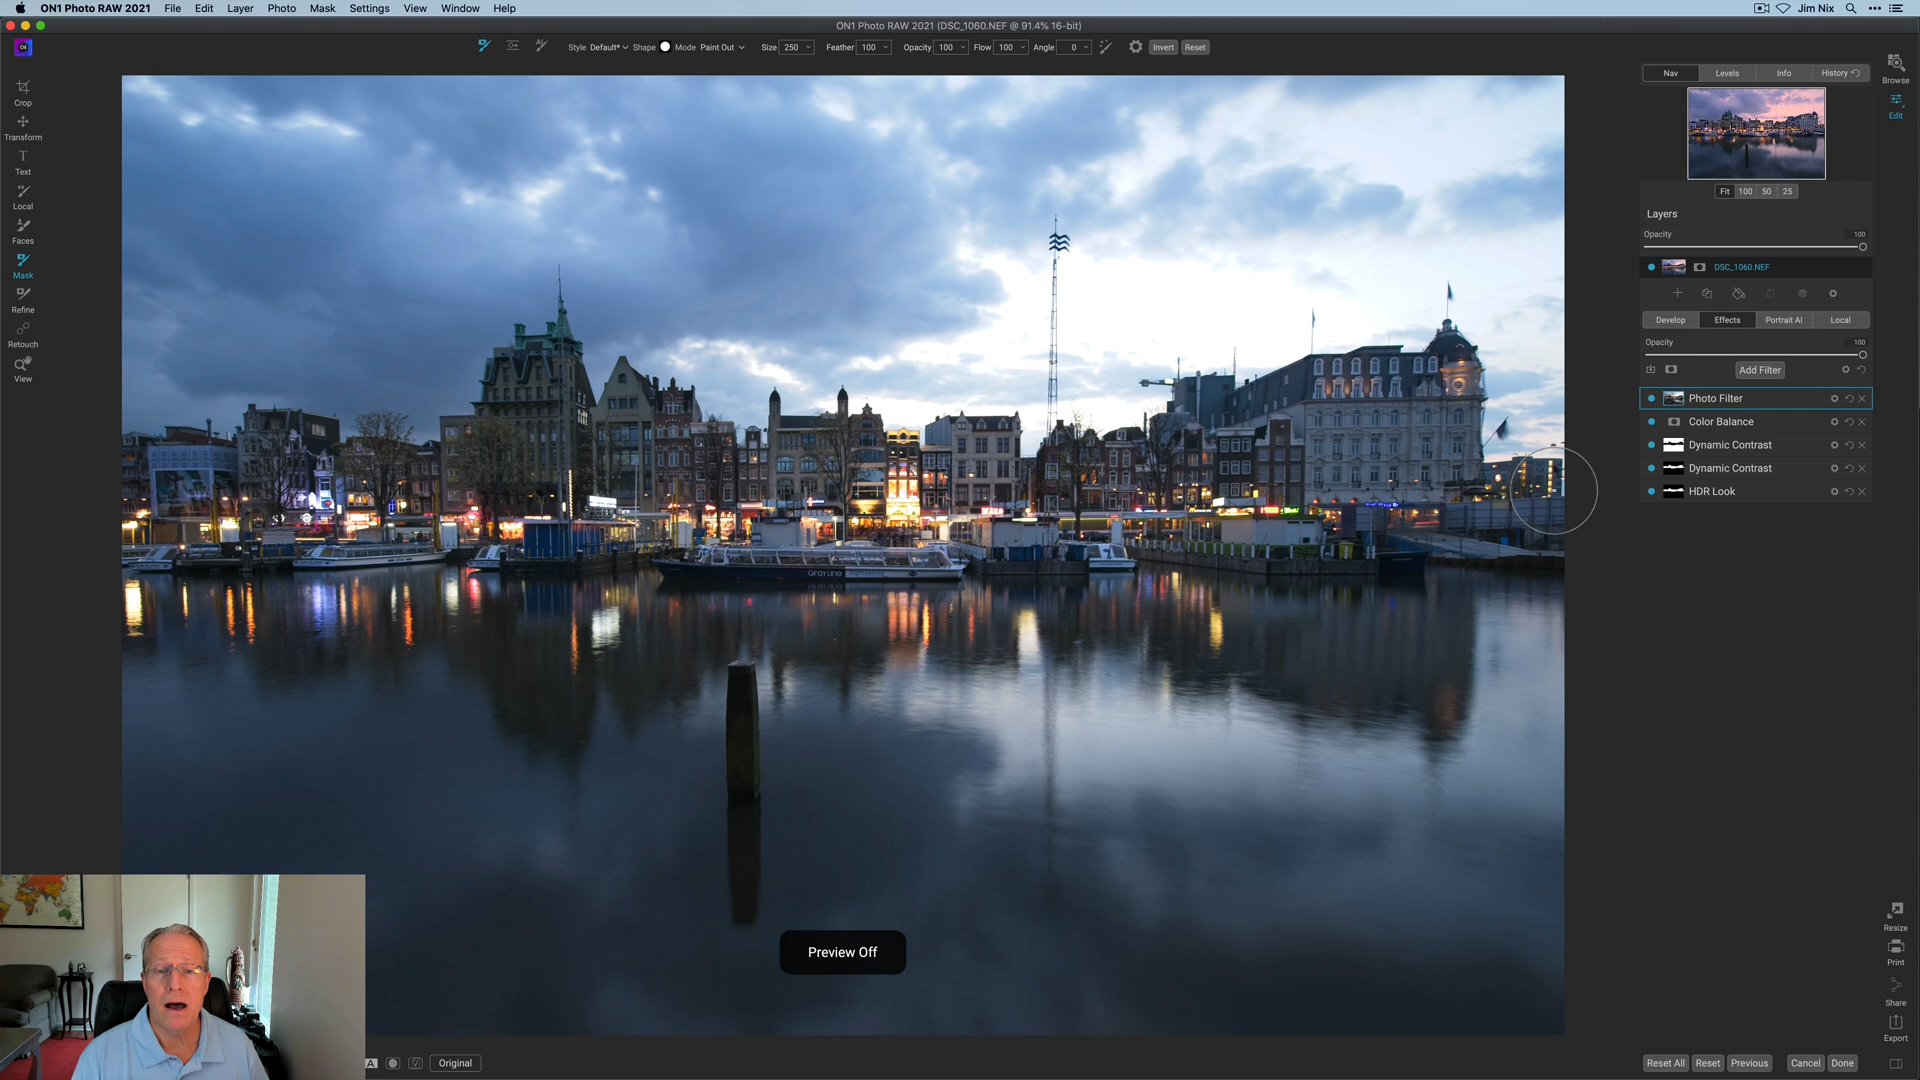 ON1 Photo RAW 2021 File Edit Layer Photo Mask Settings View Window Help Jim Nix
ON1 Photo RAW 2021 (DSC_1060.NEF @ 91.4% 16-bit)
Style Default* Shape Mode Paint Out Size 250 Feather 100 Opacity 100 Flow 100 Angle 0 Invert Reset
Crop
Transform
Text
Local
Faces
Mask
Refine
Retouch
View
Nav Levels Info History
Browse
Edit
Fit 100 50 25
Layers
Opacity 100
DSC_1060.NEF
Develop Effects Portrait AI Local
Opacity 100
Add Filter
Photo Filter
Color Balance
Dynamic Contrast
Dynamic Contrast
HDR Look
GRAYLINE
Preview Off
Resize
Print
Share
Export
A Original
Reset All Reset Previous Cancel Done